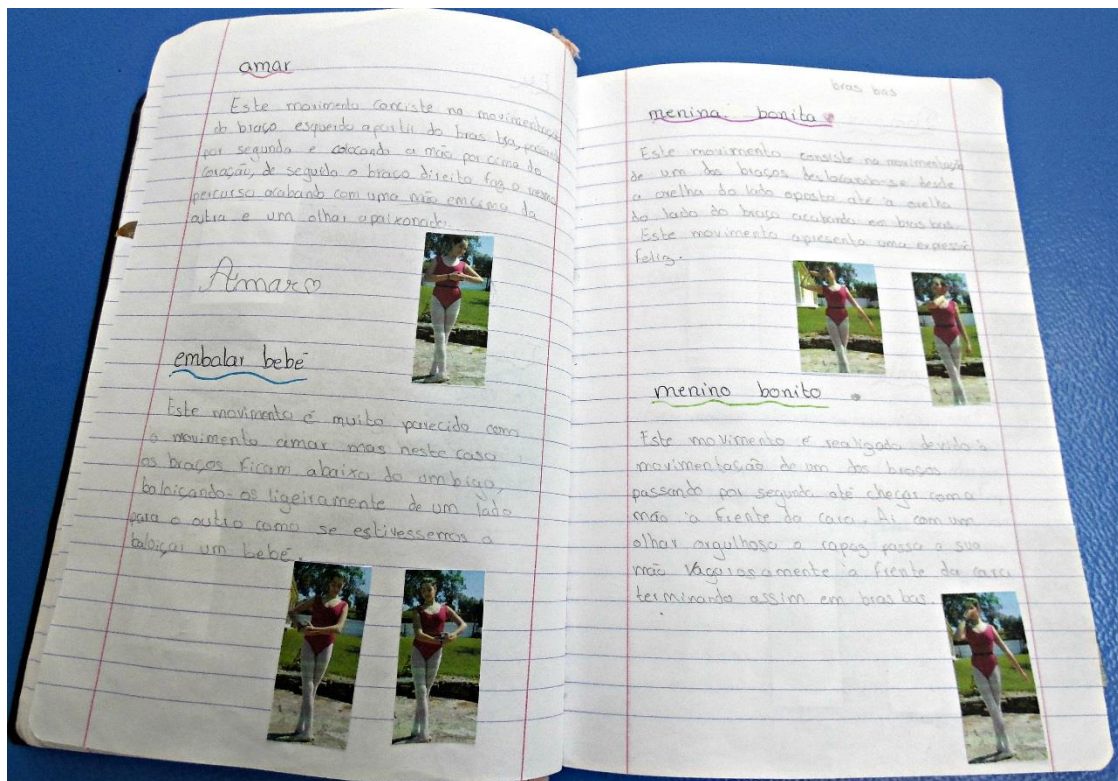 amar
Este movimento conciste na movimentação
do braço esquerdo apartir do bras bas, passando
por segunda e colocando a mão por cima do
coração, de seguda o braço direito faz o mesmo
percurso acabando com uma mão em cima da
outra e um olhar apaixonado.
Amar
embalar bebé
Este movimento é muito parecido como
o movimento amar mas neste caso
os braços ficam abaixo do umbigo,
baloiçando-os ligeiramente de um lado
para o outro como se estivessemos a
baloiçar um bebé.
bras bas
menina bonita
Este movimento consiste na movimentação
de um dos braços deslocando-se desde
a orelha do lado oposto até à orelha
do lado do braço acabando em bras bas.
Este movimento apresenta uma expressão
feliz.
menino bonito
Este movimento é realizado devido à
movimentação de um dos braços
passando por segunda até chegar com a
mão à frente da cara. Aí com um
olhar orgulhoso o rapaz passa a sua
mão vagarosamente à frente da cara
terminando assim em bras bas.